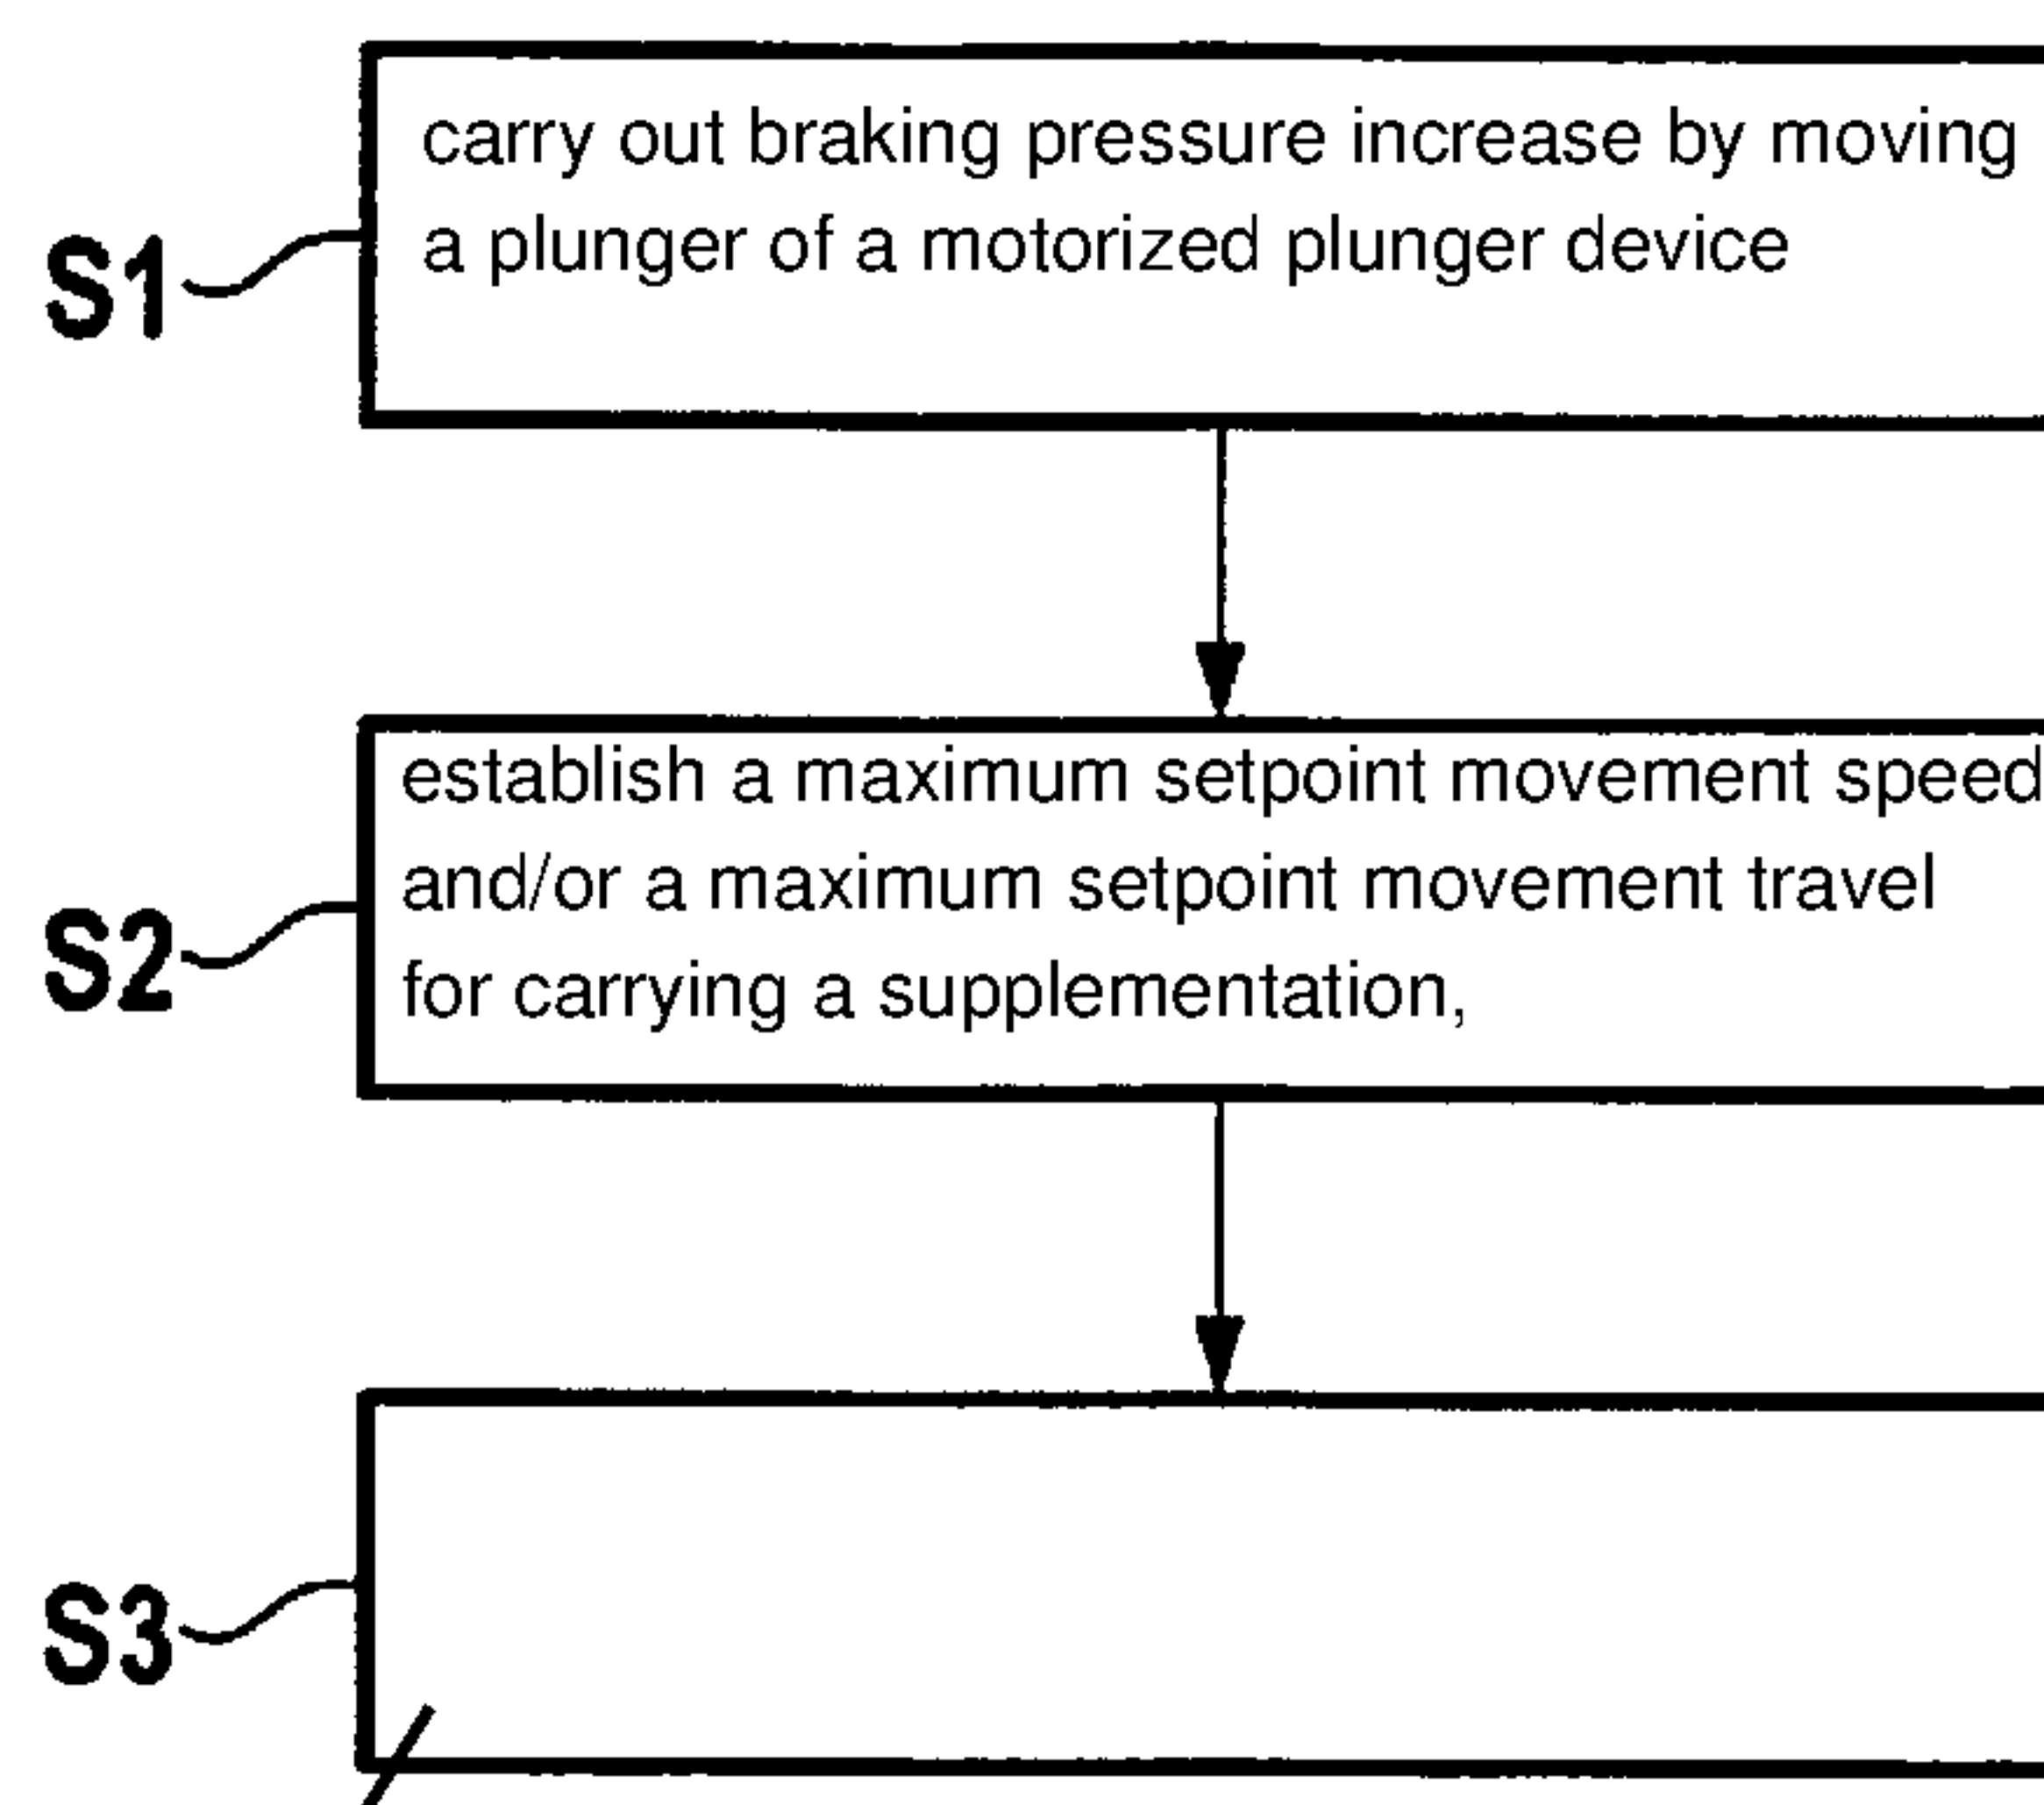 carry out braking pressure increase by moving
a plunger of a motorized plunger device
S1
establish a maximum setpoint movement speed
and/or a maximum setpoint movement travel
for carrying a supplementation,
S2
S3